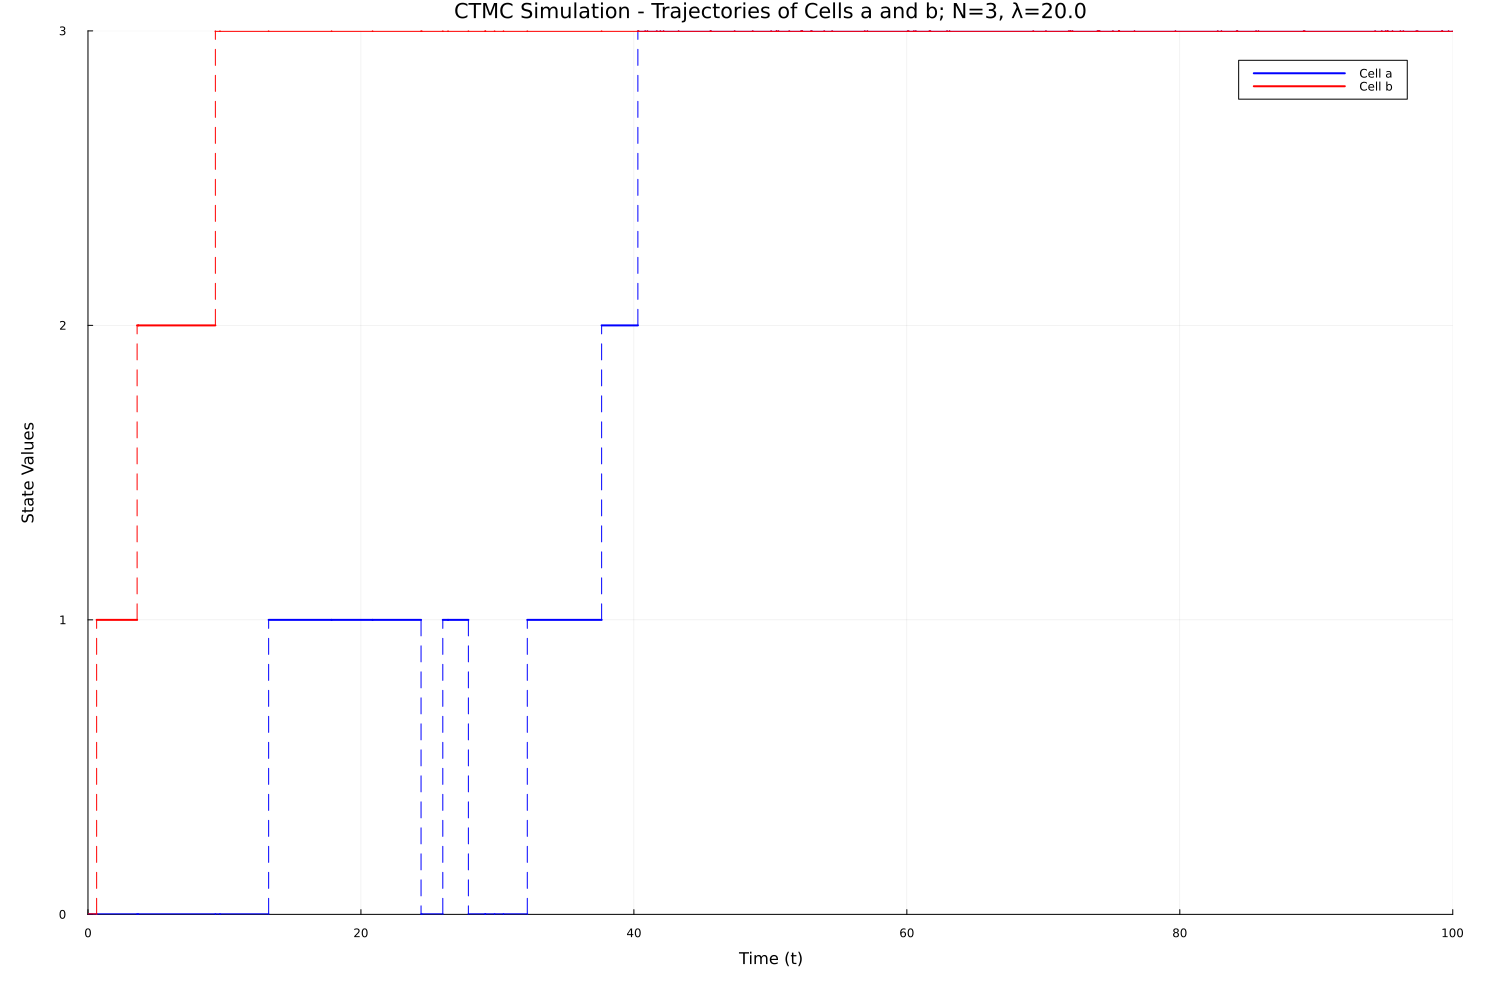 CTMC Simulation - Trajectories of Cells a and b; N=3, λ=20.0
3
Cell a
Cell b
2
State Values
1
0
0 20 40 60 80 100
Time (t)